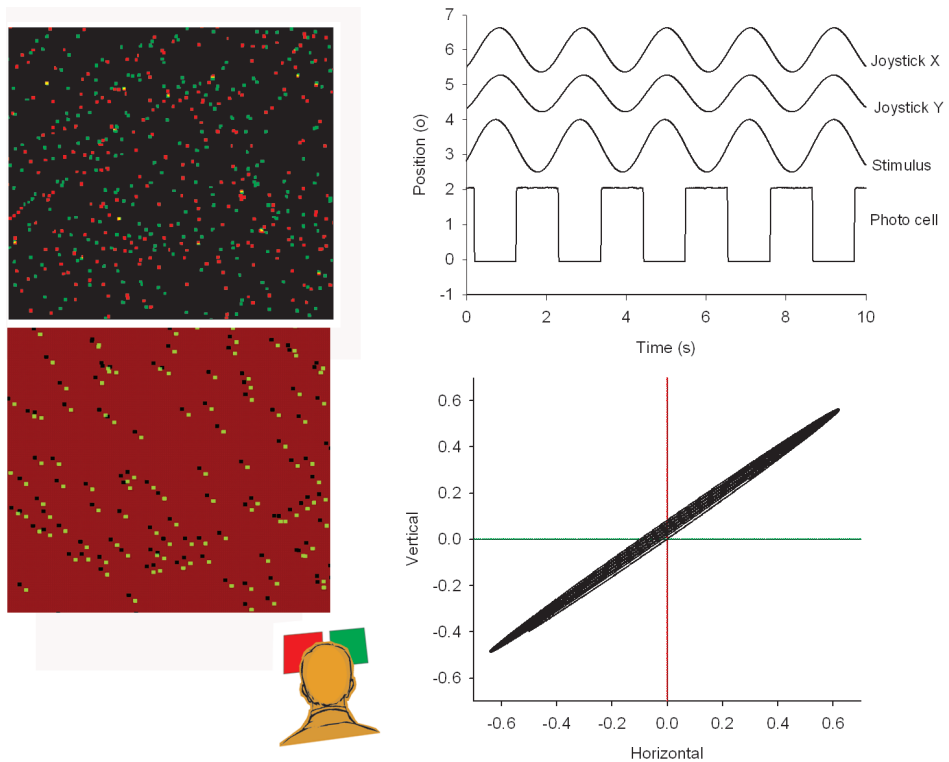 7
6
5
4
3
2
1
0
-1
Position (o)
Joystick X
Joystick Y
Stimulus
Photo cell
0 2 4 6 8 10
Time (s)
0.6
0.4
0.2
0.0
-0.2
-0.4
-0.6
Vertical
-0.6 -0.4 -0.2 0.0 0.2 0.4 0.6
Horizontal